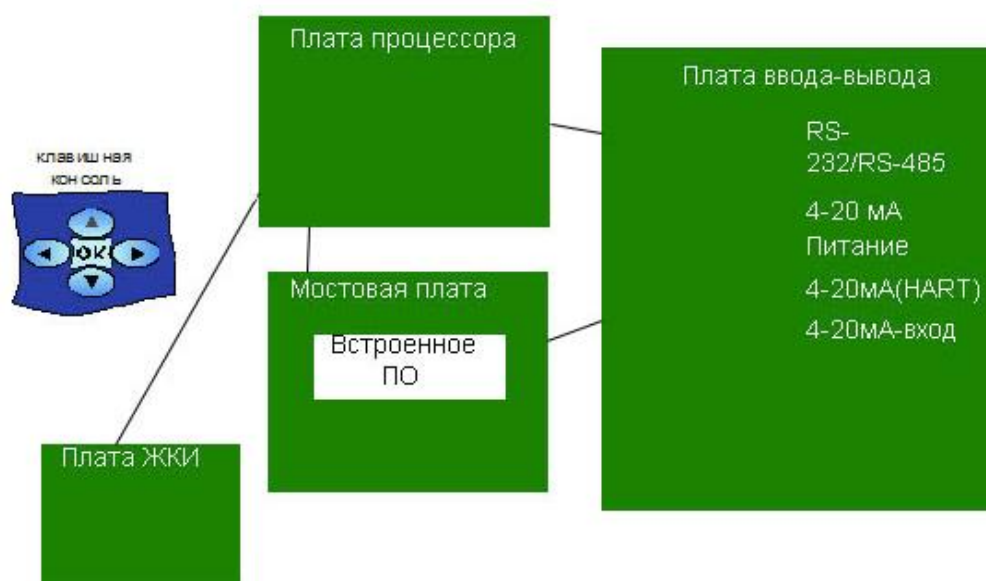 Плата процессора
Плата ввода-вывода
RS-
232/RS-485
4-20 мА
Питание
4-20мА(HART)
4-20мА-вход
клавишная
консоль
OK
Мостовая плата
Встроенное
ПО
Плата ЖКИ